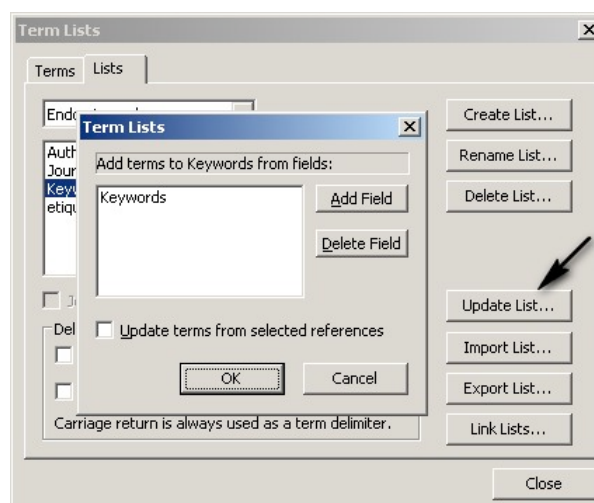 Term Lists
Terms Lists
Create List...
Rename List...
Delete List...
Term Lists
Add terms to Keywords from fields:
Keywords
Add Field
Delete Field
Update terms from selected references
OK Cancel
Update List...
Import List...
Export List...
Link Lists...
Carriage return is always used as a term delimiter.
Close